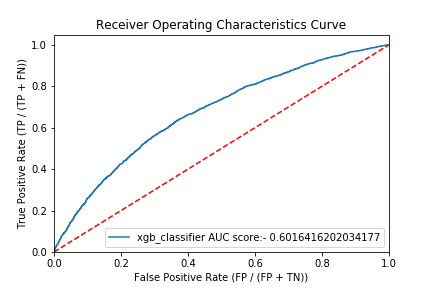 Receiver Operating Characteristics Curve
True Positive Rate (TP / (TP + FN))
1.0
0.8
0.6
0.4
0.2
0.0
xgb_classifier AUC score:- 0.6016416202034177
0.0 0.2 0.4 0.6 0.8 1.0
False Positive Rate (FP / (FP + TN))